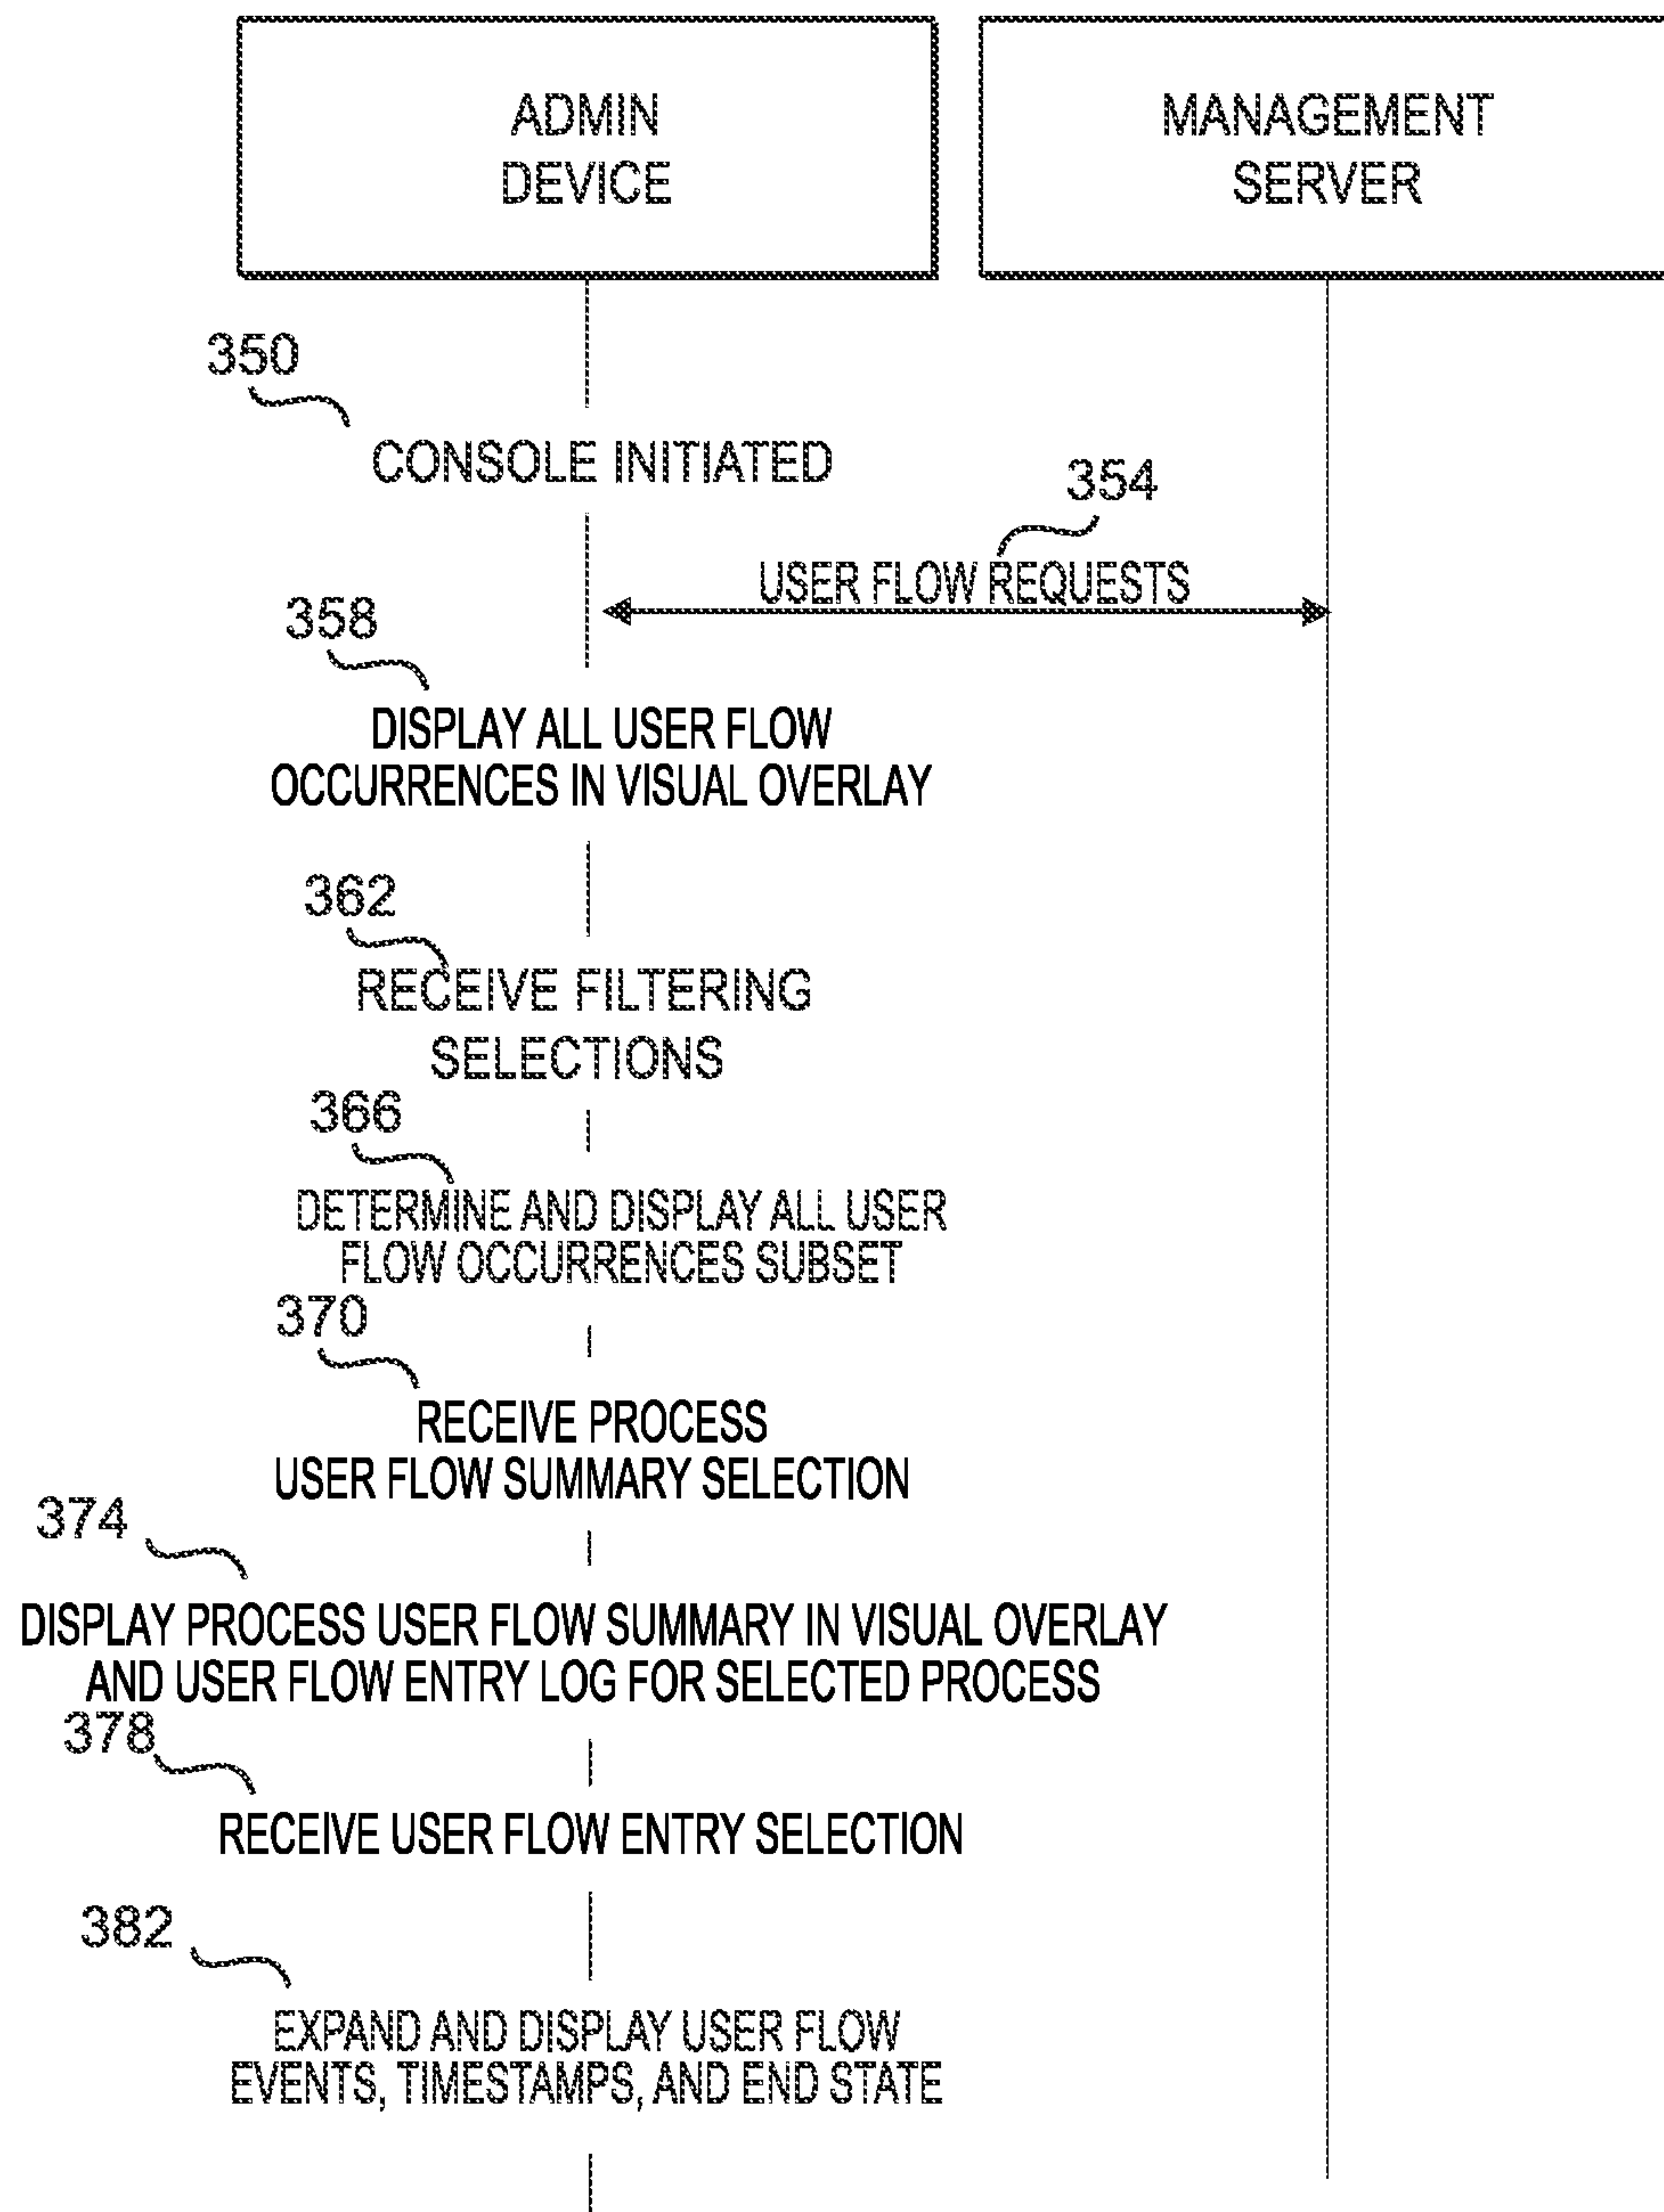 ADMIN
DEVICE
MANAGEMENT
SERVER
350
CONSOLE INITIATED
354
USER FLOW REQUESTS
358
DISPLAY ALL USER FLOW
OCCURRENCES IN VISUAL OVERLAY
362
RECEIVE FILTERING
SELECTIONS
366
DETERMINE AND DISPLAY ALL USER
FLOW OCCURRENCES SUBSET
370
RECEIVE PROCESS
USER FLOW SUMMARY SELECTION
374
DISPLAY PROCESS USER FLOW SUMMARY IN VISUAL OVERLAY
AND USER FLOW ENTRY LOG FOR SELECTED PROCESS
378
RECEIVE USER FLOW ENTRY SELECTION
382
EXPAND AND DISPLAY USER FLOW
EVENTS, TIMESTAMPS, AND END STATE